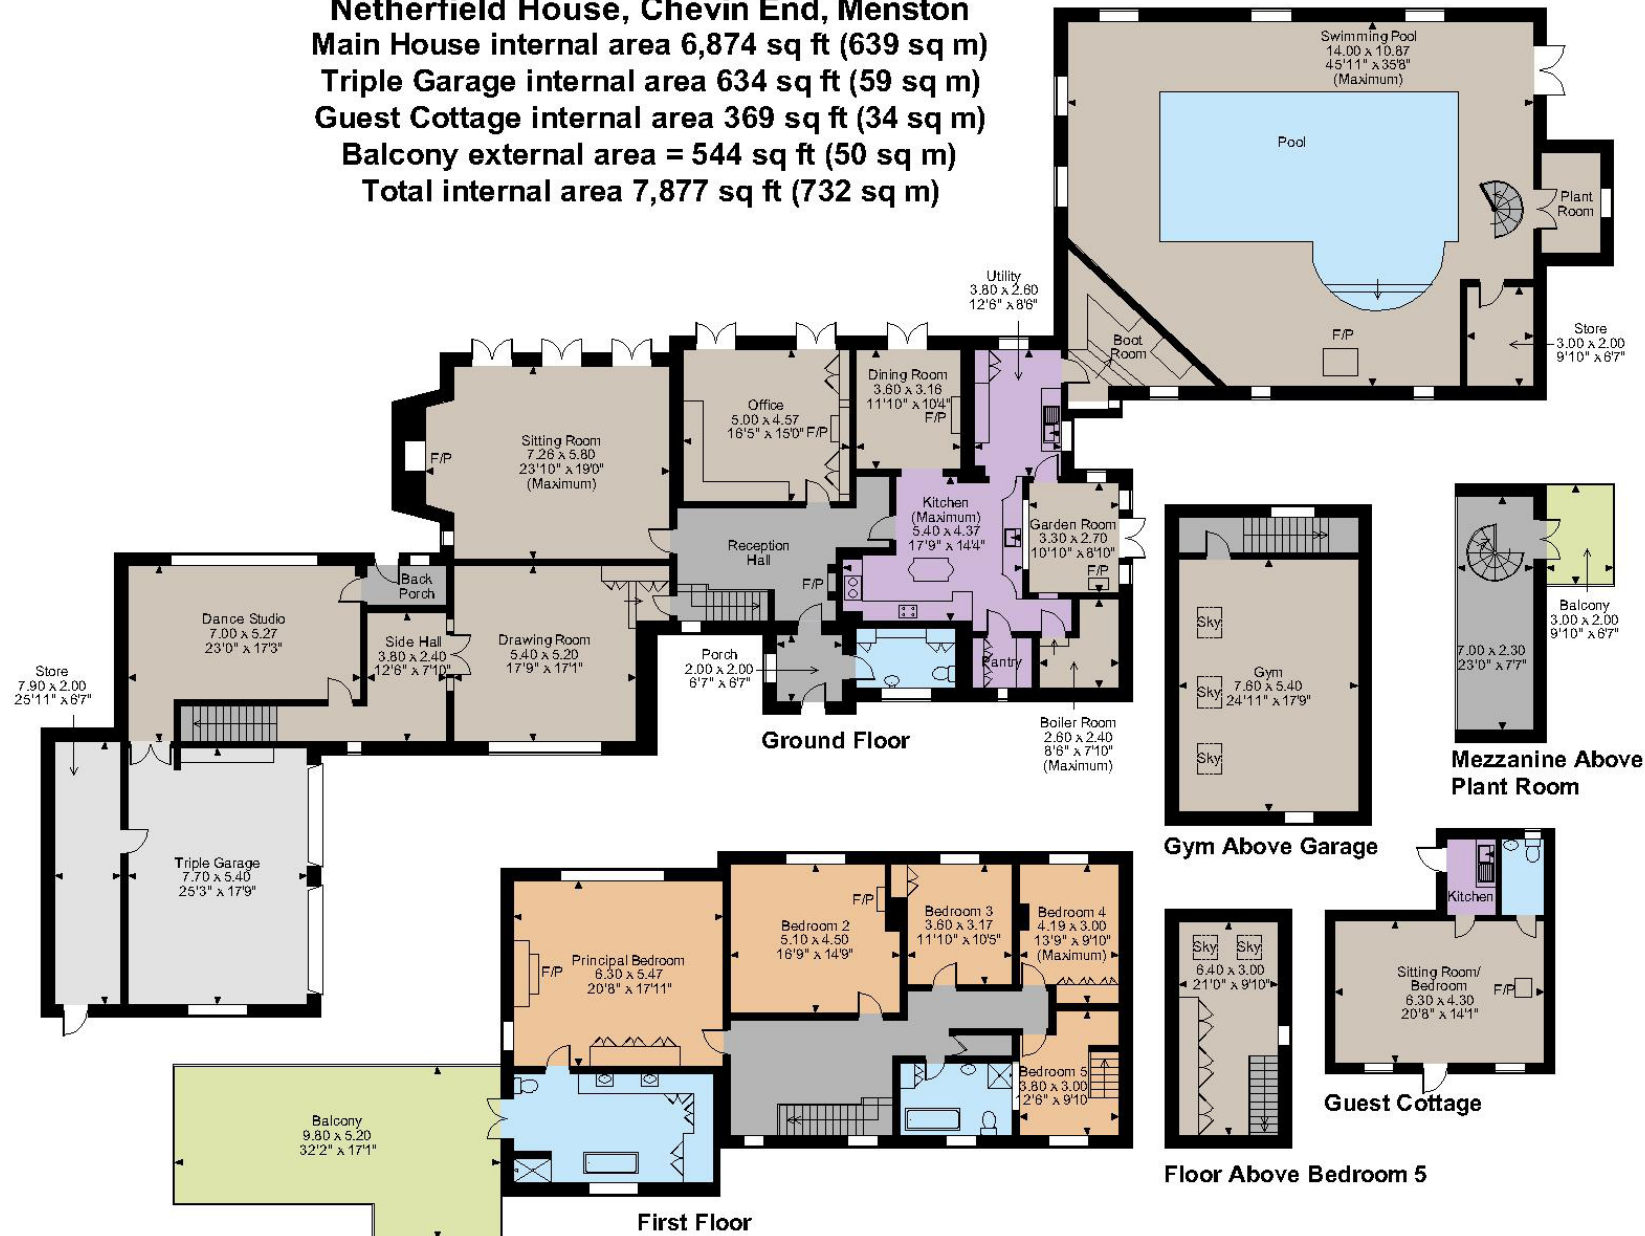 Netherfield House, Chevin End, Menston
Main House internal area 6,874 sq ft (639 sq m)
Triple Garage internal area 634 sq ft (59 sq m)
Guest Cottage internal area 369 sq ft (34 sq m)
Balcony external area = 544 sq ft (50 sq m)
Total internal area 7,877 sq ft (732 sq m)
Swimming Pool
14.00 x 10.87
45'11" x 35'8"
(Maximum)
Pool
Plant
Room
Store
3.00 x 2.00
9'10" x 6'7"
F/P
Boot
Room
Utility
3.80 x 2.60
12'6" x 8'6"
Dining Room
3.60 x 3.16
11'10" x 10'4"
F/P
Office
5.00 x 4.57
16'5" x 15'0"
F/P
Sitting Room
7.26 x 5.80
23'10" x 19'0"
(Maximum)
F/P
Kitchen
(Maximum)
5.40 x 4.37
17'9" x 14'4"
Garden Room
3.30 x 2.70
10'10" x 8'10"
F/P
Reception
Hall
F/P
Back
Porch
Dance Studio
7.00 x 5.27
23'0" x 17'3"
Side Hall
3.80 x 2.40
12'6" x 7'10"
Drawing Room
5.40 x 5.20
17'9" x 17'1"
Porch
2.00 x 2.00
6'7" x 6'7"
Pantry
Boiler Room
2.60 x 2.40
8'6" x 7'10"
(Maximum)
Store
7.90 x 2.00
25'11" x 6'7"
Triple Garage
7.70 x 5.40
25'3" x 17'9"
Ground Floor
Sky
Sky
Sky
Gym
7.60 x 5.40
24'11" x 17'9"
Gym Above Garage
7.00 x 2.30
23'0" x 7'7"
Balcony
3.00 x 2.00
9'10" x 6'7"
Mezzanine Above
Plant Room
Principal Bedroom
6.30 x 5.47
20'8" x 17'11"
F/P
Bedroom 2
5.10 x 4.50
16'9" x 14'9"
F/P
Bedroom 3
3.60 x 3.17
11'10" x 10'5"
Bedroom 4
4.19 x 3.00
13'9" x 9'10"
(Maximum)
Bedroom 5
3.80 x 3.00
2'6" x 9'10
Balcony
9.80 x 5.20
32'2" x 17'1"
First Floor
Sky
Sky
6.40 x 3.00
21'0" x 9'10"
Floor Above Bedroom 5
Kitchen
Sitting Room/
Bedroom
6.30 x 4.30
20'8" x 14'1"
F/P
Guest Cottage